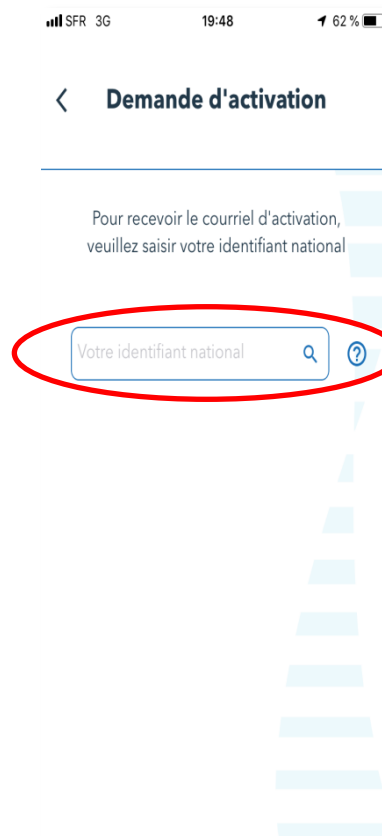 SFR 3G 19:48 62 %
Demande d'activation
Pour recevoir le courriel d'activation,
veuillez saisir votre identifiant national
Votre identifiant national
?